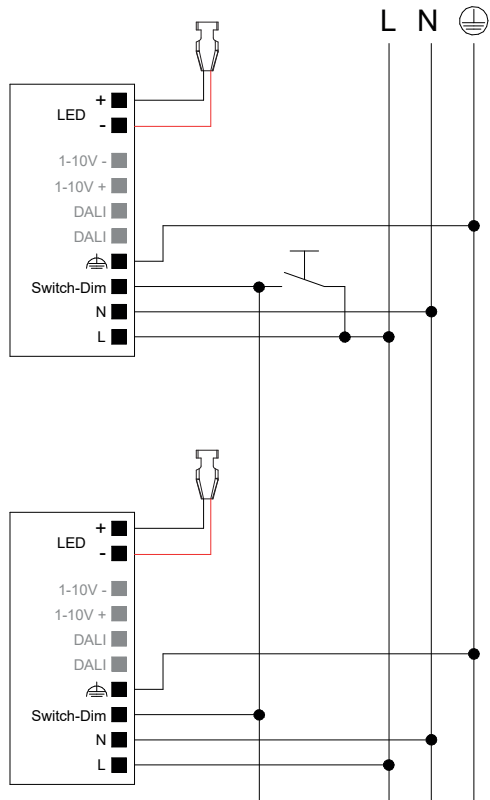 L N
+
LED
-
1-10V -
1-10V +
DALI
DALI
Switch-Dim
N
L
+
LED
-
1-10V -
1-10V +
DALI
DALI
Switch-Dim
N
L